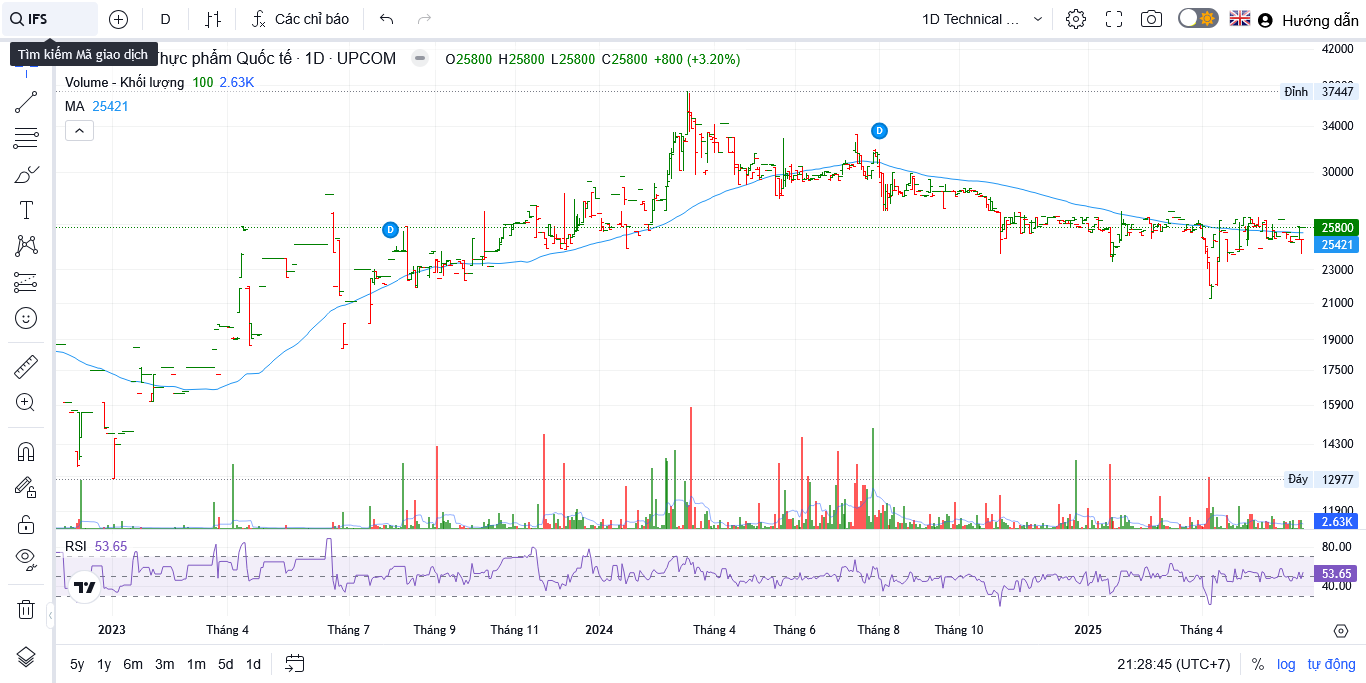 IFS
D
Các chỉ báo
1D Technical ...
Hướng dẫn
Tìm kiếm Mã giao dịch
Thực phẩm Quốc tế · 1D · UPCOM
O25800 H25800 L25800 C25800 +800 (+3.20%)
Volume - Khối lượng 100 2.63K
MA 25421
42000
Đỉnh 37447
34000
30000
D
D
25800
25421
23000
21000
19000
17500
15900
14300
Đáy 12977
11900
2.63K
RSI 53.65
80.00
53.65
40.00
2023 Tháng 4 Tháng 7 Tháng 9 Tháng 11 2024 Tháng 4 Tháng 6 Tháng 8 Tháng 10 2025 Tháng 4
5y 1y 6m 3m 1m 5d 1d
21:28:45 (UTC+7) % log tự động